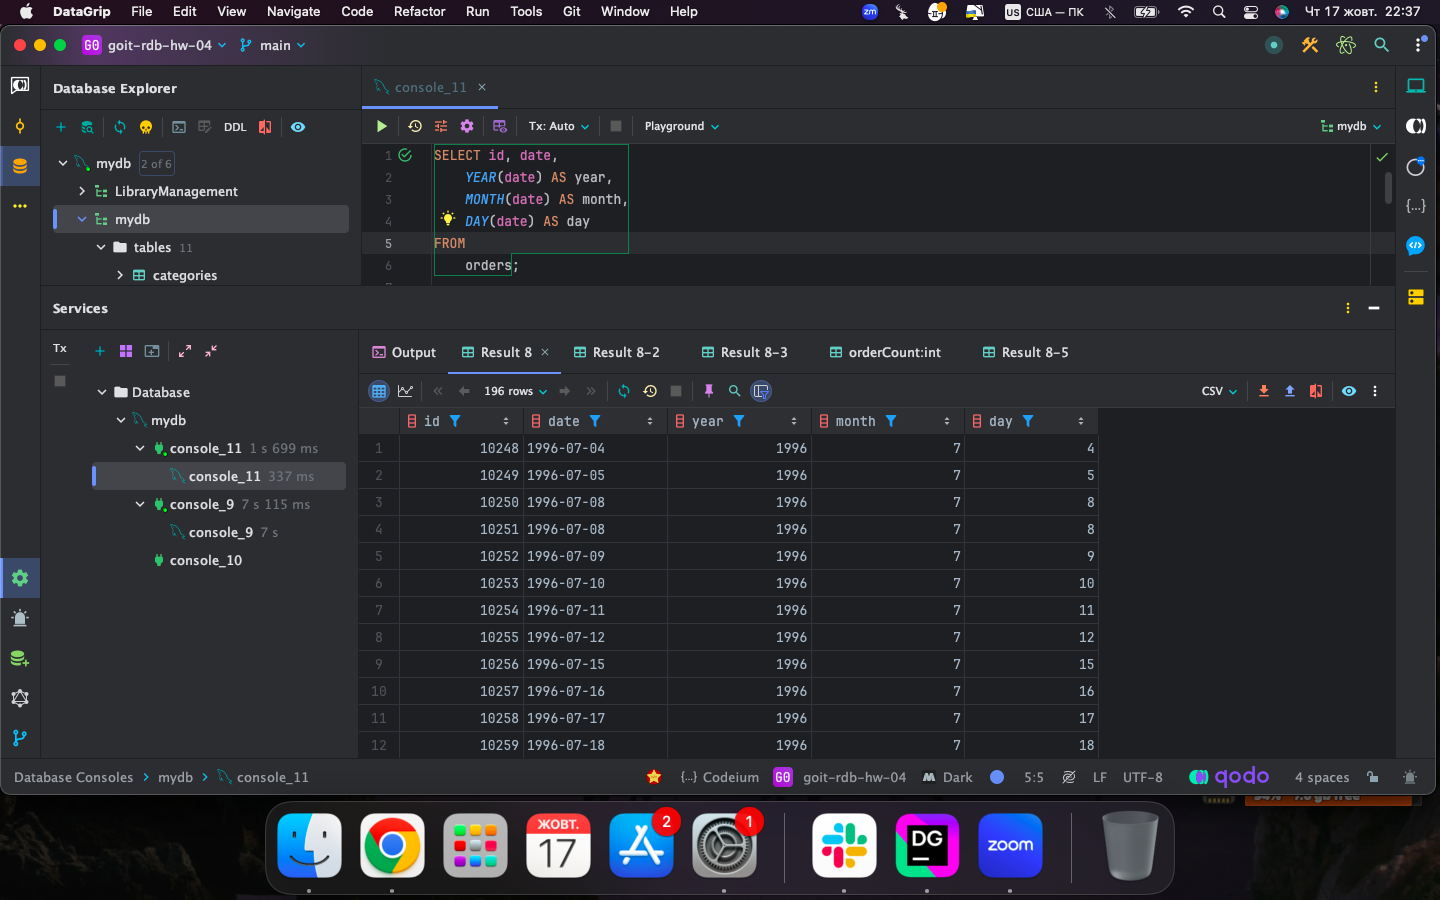 DataGrip File Edit View Navigate Code Refactor Run Tools Git Window Help zm US США — ПК Чт 17 жовт. 22:37
G0 goit-rdb-hw-04 main
Database Explorer
console_11
DDL
Tx: Auto Playground mydb
mydb 2 of 6
LibraryManagement
mydb
tables 11
categories
1 SELECT id, date,
2 YEAR(date) AS year,
3 MONTH(date) AS month,
4 DAY(date) AS day
5 FROM
6 orders;
Services
Tx
Database
mydb
console_11 1 s 699 ms
console_11 337 ms
console_9 7 s 115 ms
console_9 7 s
console_10
Output Result 8 Result 8-2 Result 8-3 orderCount:int Result 8-5
196 rows CSV
id date year month day
1 10248 1996-07-04 1996 7 4
2 10249 1996-07-05 1996 7 5
3 10250 1996-07-08 1996 7 8
4 10251 1996-07-08 1996 7 8
5 10252 1996-07-09 1996 7 9
6 10253 1996-07-10 1996 7 10
7 10254 1996-07-11 1996 7 11
8 10255 1996-07-12 1996 7 12
9 10256 1996-07-15 1996 7 15
10 10257 1996-07-16 1996 7 16
11 10258 1996-07-17 1996 7 17
12 10259 1996-07-18 1996 7 18
Database Consoles mydb console_11 {...} Codeium G0 goit-rdb-hw-04 Dark 5:5 LF UTF-8 qodo 4 spaces
ЖОВТ.
17
2
1
DG
zoom